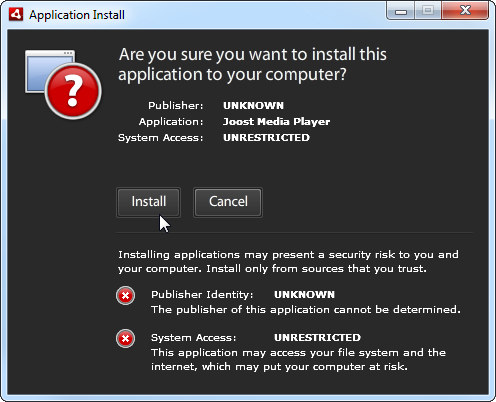 Application Install
Are you sure you want to install this
application to your computer?
Publisher: UNKNOWN
Application: Joost Media Player
System Access: UNRESTRICTED
Install Cancel
Installing applications may present a security risk to you and
your computer. Install only from sources that you trust.
Publisher Identity: UNKNOWN
The publisher of this application cannot be determined.
System Access: UNRESTRICTED
This application may access your file system and the
internet, which may put your computer at risk.